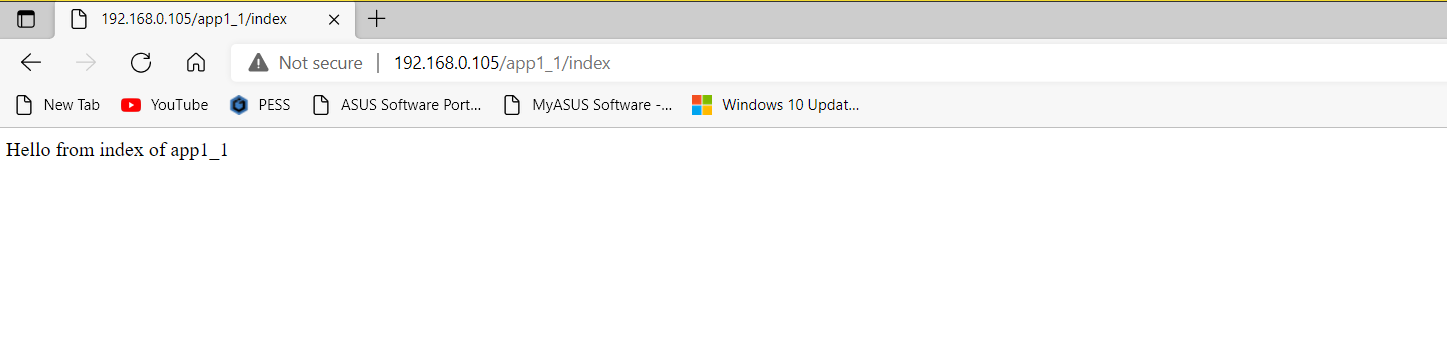 192.168.0.105/app1_1/index
Not secure | 192.168.0.105/app1_1/index
New Tab YouTube PESS ASUS Software Port... MyASUS Software -... Windows 10 Updat...
Hello from index of app1_1